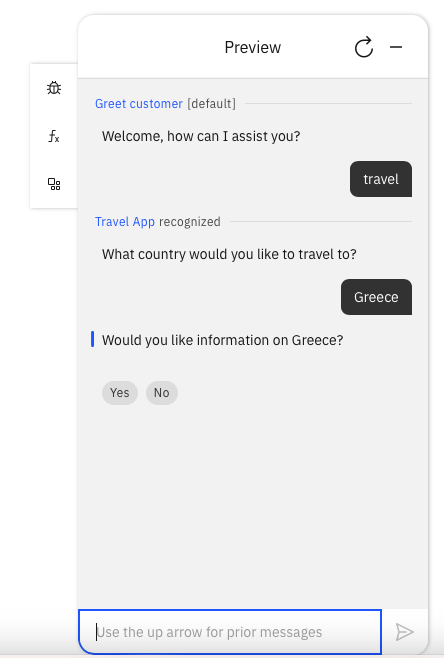 Preview
fx
Greet customer [default]
Welcome, how can I assist you?
travel
Travel App recognized
What country would you like to travel to?
Greece
Would you like information on Greece?
Yes No
Use the up arrow for prior messages